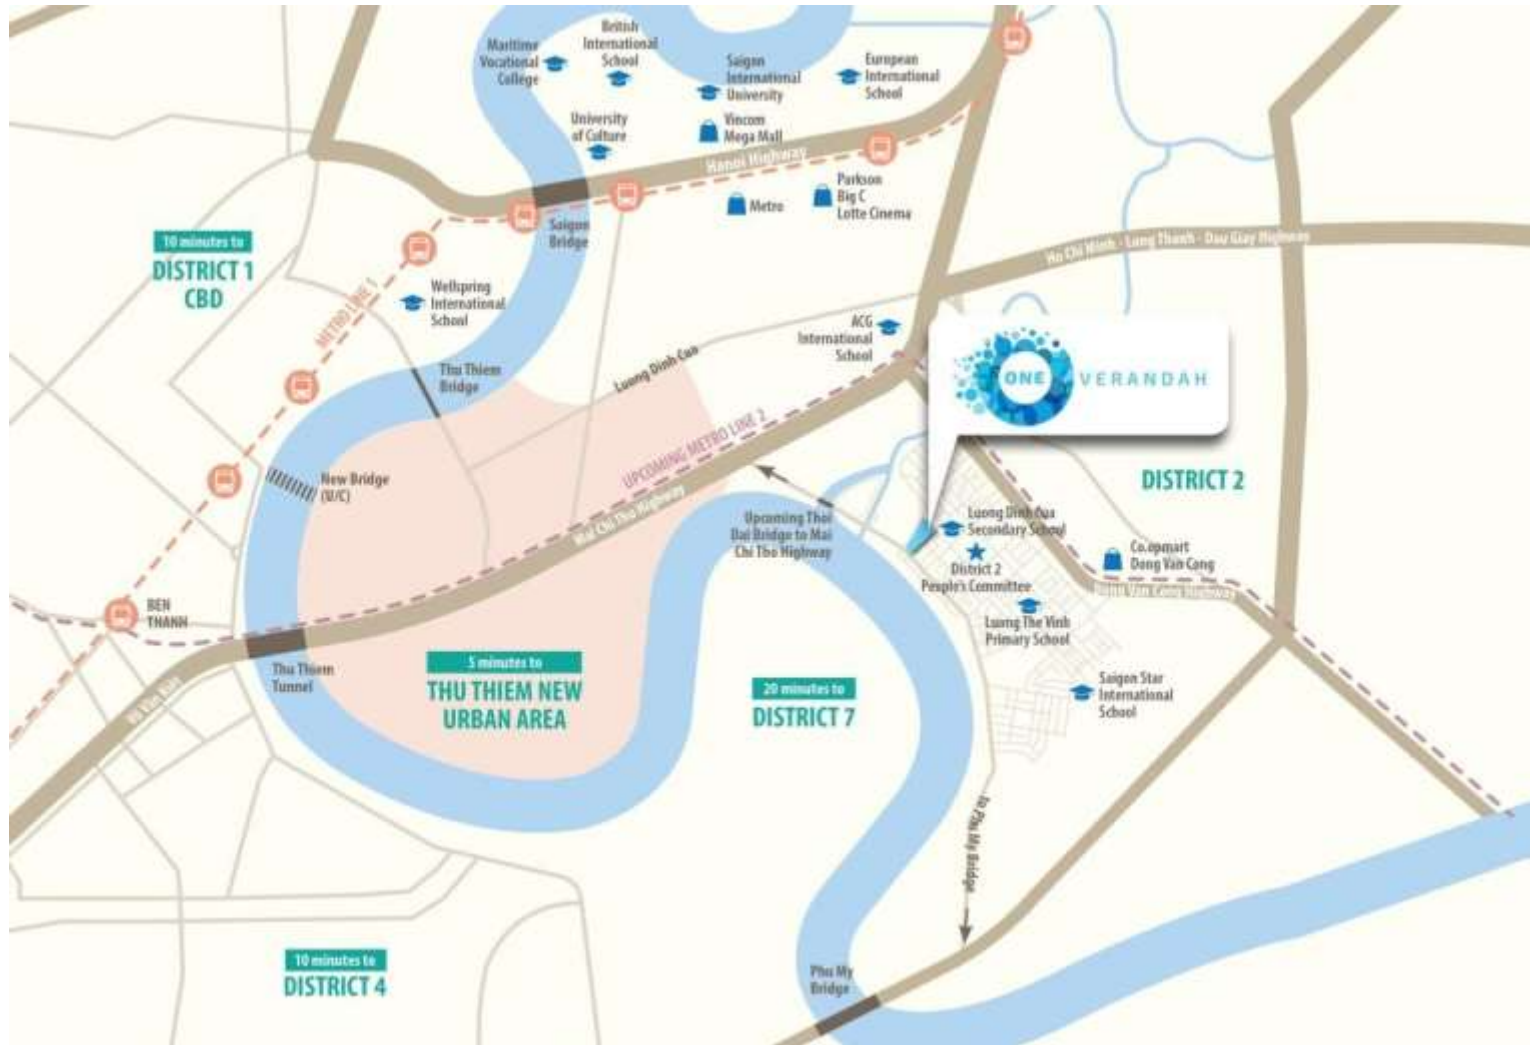 Maritime
Vocational
College
British
International
School
Saigon
International
University
European
International
School
University
of Culture
Vincom
Mega Mall
Hanoi Highway
Parkson
Big C
Lotte Cinema
Metro
Saigon
Bridge
10 minutes to
DISTRICT 1
CBD
Ho Chi Minh - Long Thanh - Dau Giay Highway
METRO LINE 1
Wellspring
International
School
ACG
International
School
Thu Thiem
Bridge
Luong Dinh Cua
ONE VERANDAH
UPCOMING METRO LINE 2
New Bridge
(U/C)
DISTRICT 2
Mai Chi Tho Highway
Upcoming Thoi
Dai Bridge to Mai
Chi Tho Highway
Luong Dinh Cua
Secondary School
District 2
People's Committee
Co.opmart
Dong Van Cong
Dong Van Cong Highway
BEN
THANH
Luong The Vinh
Primary School
Thu Thiem
Tunnel
5 minutes to
THU THIEM NEW
URBAN AREA
20 minutes to
DISTRICT 7
Saigon Star
International
School
Vo Van Kiet
To Phu My Bridge
10 minutes to
DISTRICT 4
Phu My
Bridge